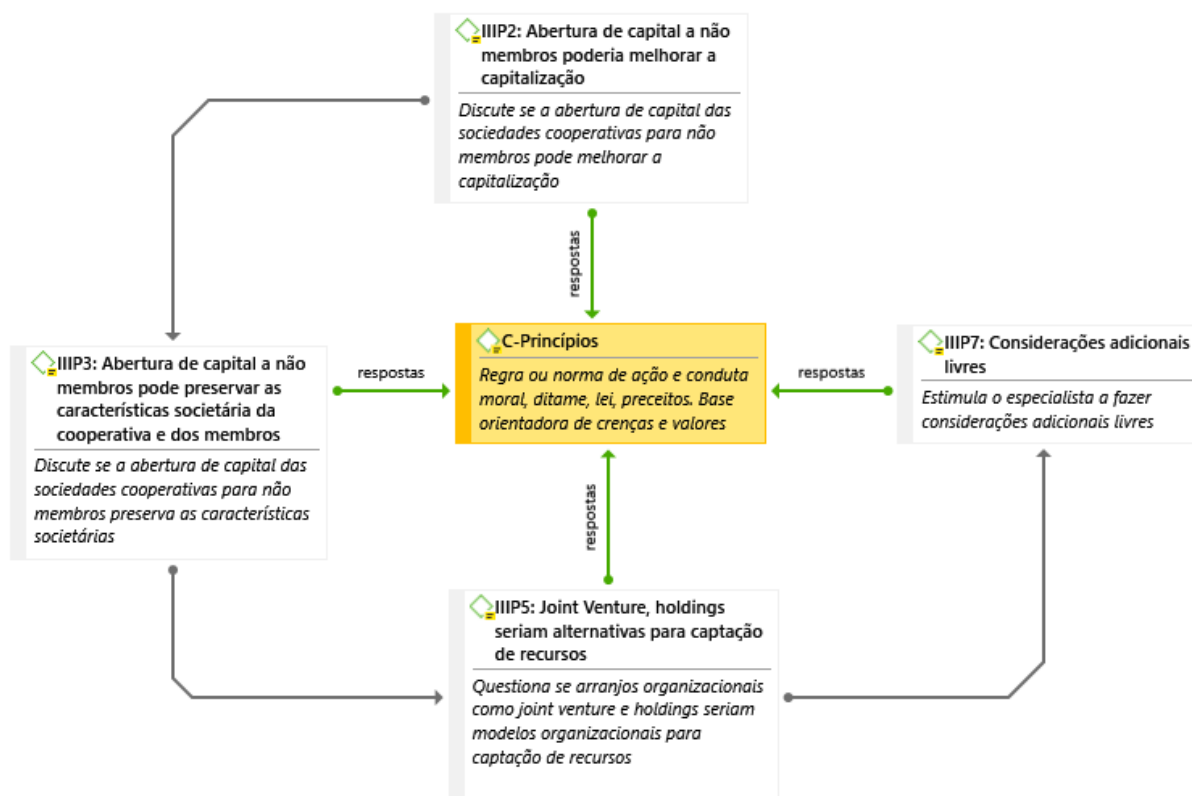 IIIP2: Abertura de capital a não
membros poderia melhorar a
capitalização
Discute se a abertura de capital das
sociedades cooperativas para não
membros pode melhorar a
capitalização
respostas
C-Princípios
Regra ou norma de ação e conduta
moral, ditame, lei, preceitos. Base
orientadora de crenças e valores
IIIP3: Abertura de capital a não
membros pode preservar as
características societária da
cooperativa e dos membros
Discute se a abertura de capital das
sociedades cooperativas para não
membros preserva as características
societárias
respostas
respostas
IIIP7: Considerações adicionais
livres
Estimula o especialista a fazer
considerações adicionais livres
respostas
IIIP5: Joint Venture, holdings
seriam alternativas para captação
de recursos
Questiona se arranjos organizacionais
como joint venture e holdings seriam
modelos organizacionais para
captação de recursos